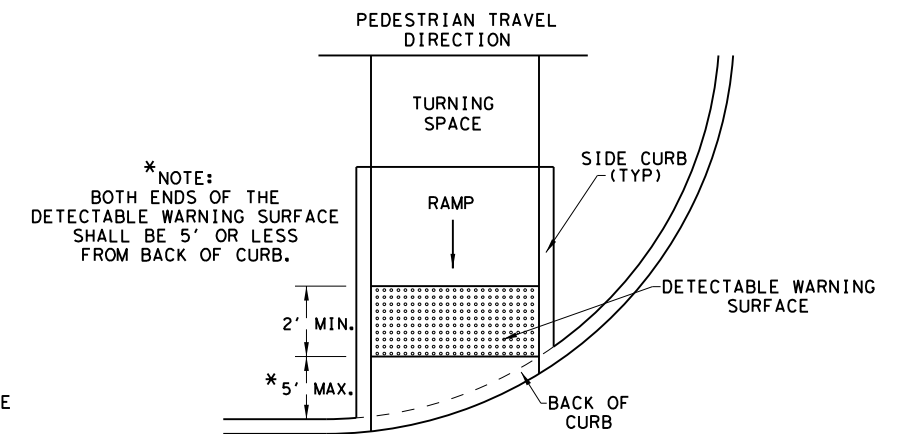 PEDESTRIAN TRAVEL
DIRECTION
TURNING
SPACE
SIDE CURB
(TYP)
*NOTE:
BOTH ENDS OF THE
DETECTABLE WARNING SURFACE
SHALL BE 5' OR LESS
FROM BACK OF CURB.
RAMP
DETECTABLE WARNING
SURFACE
2' MIN.
*5' MAX.
BACK OF
CURB
E